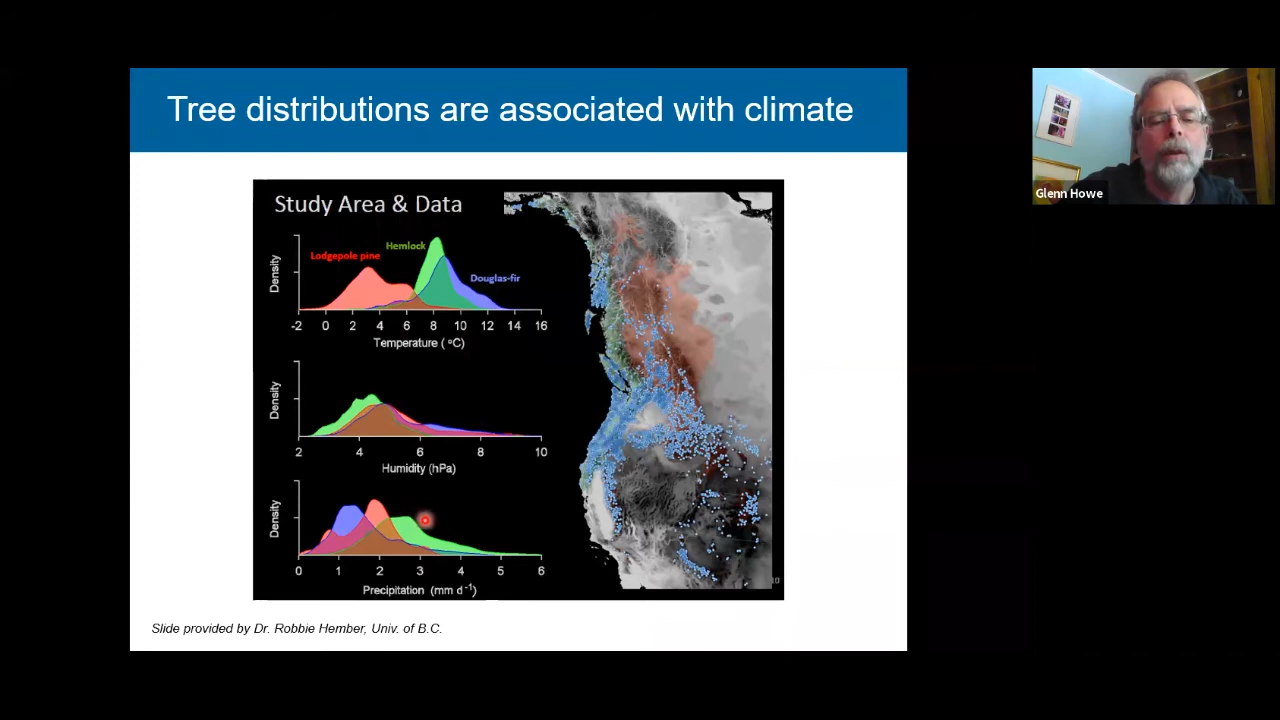 Tree distributions are associated with climate
Glenn Howe
Study Area & Data
Hemlock
Lodgepole pine
Douglas-fir
Density
-2 0 2 4 6 8 10 12 14 16
Temperature ( °C)
Density
2 4 6 8 10
Humidity (hPa)
Density
0 1 2 3 4 5 6
Precipitation (mm d⁻¹)
10
Slide provided by Dr. Robbie Hember, Univ. of B.C.